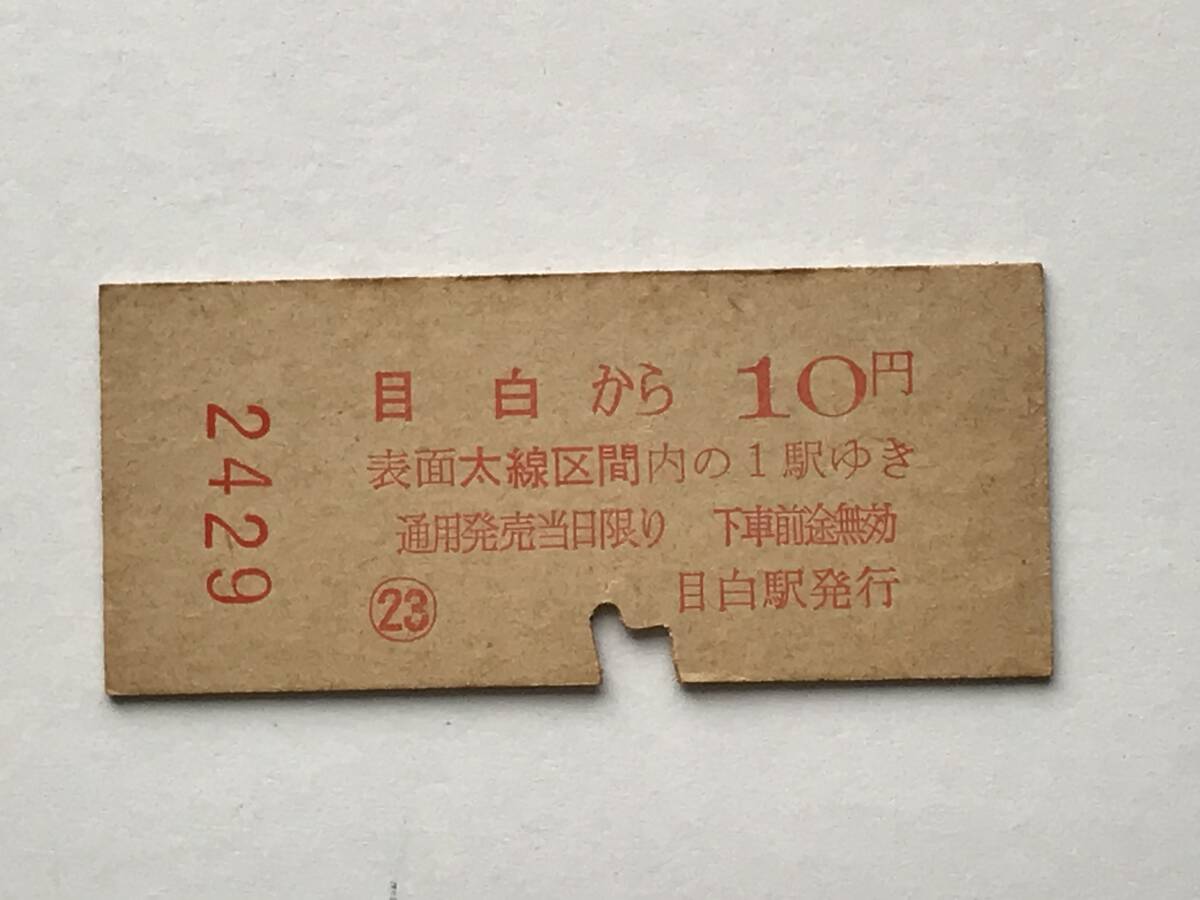 目白から 10円
表面太線区間内の1駅ゆき
通用発売当日限り 下車前途無効
㉓ 目白駅発行
2429